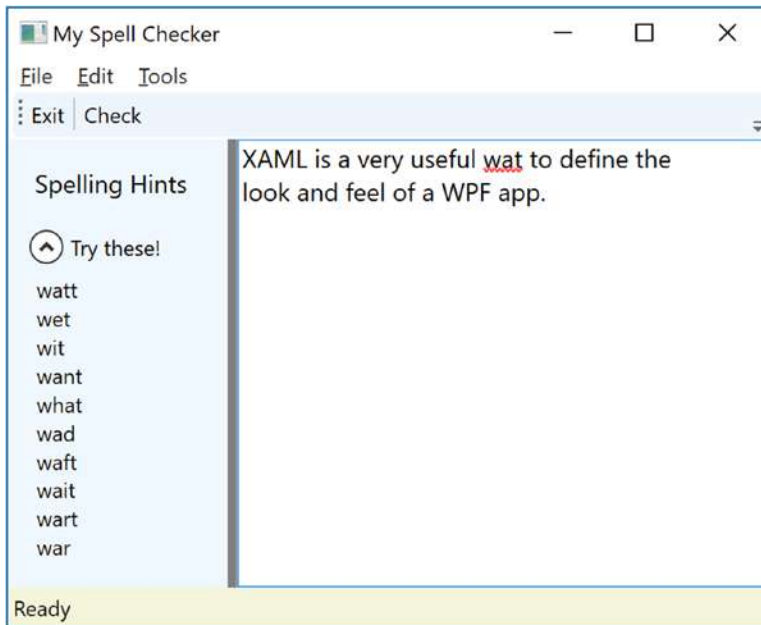 My Spell Checker
File Edit Tools
Exit Check
Spelling Hints
Try these!
watt
wet
wit
want
what
wad
waft
wait
wart
war
XAML is a very useful wat to define the
look and feel of a WPF app.
Ready